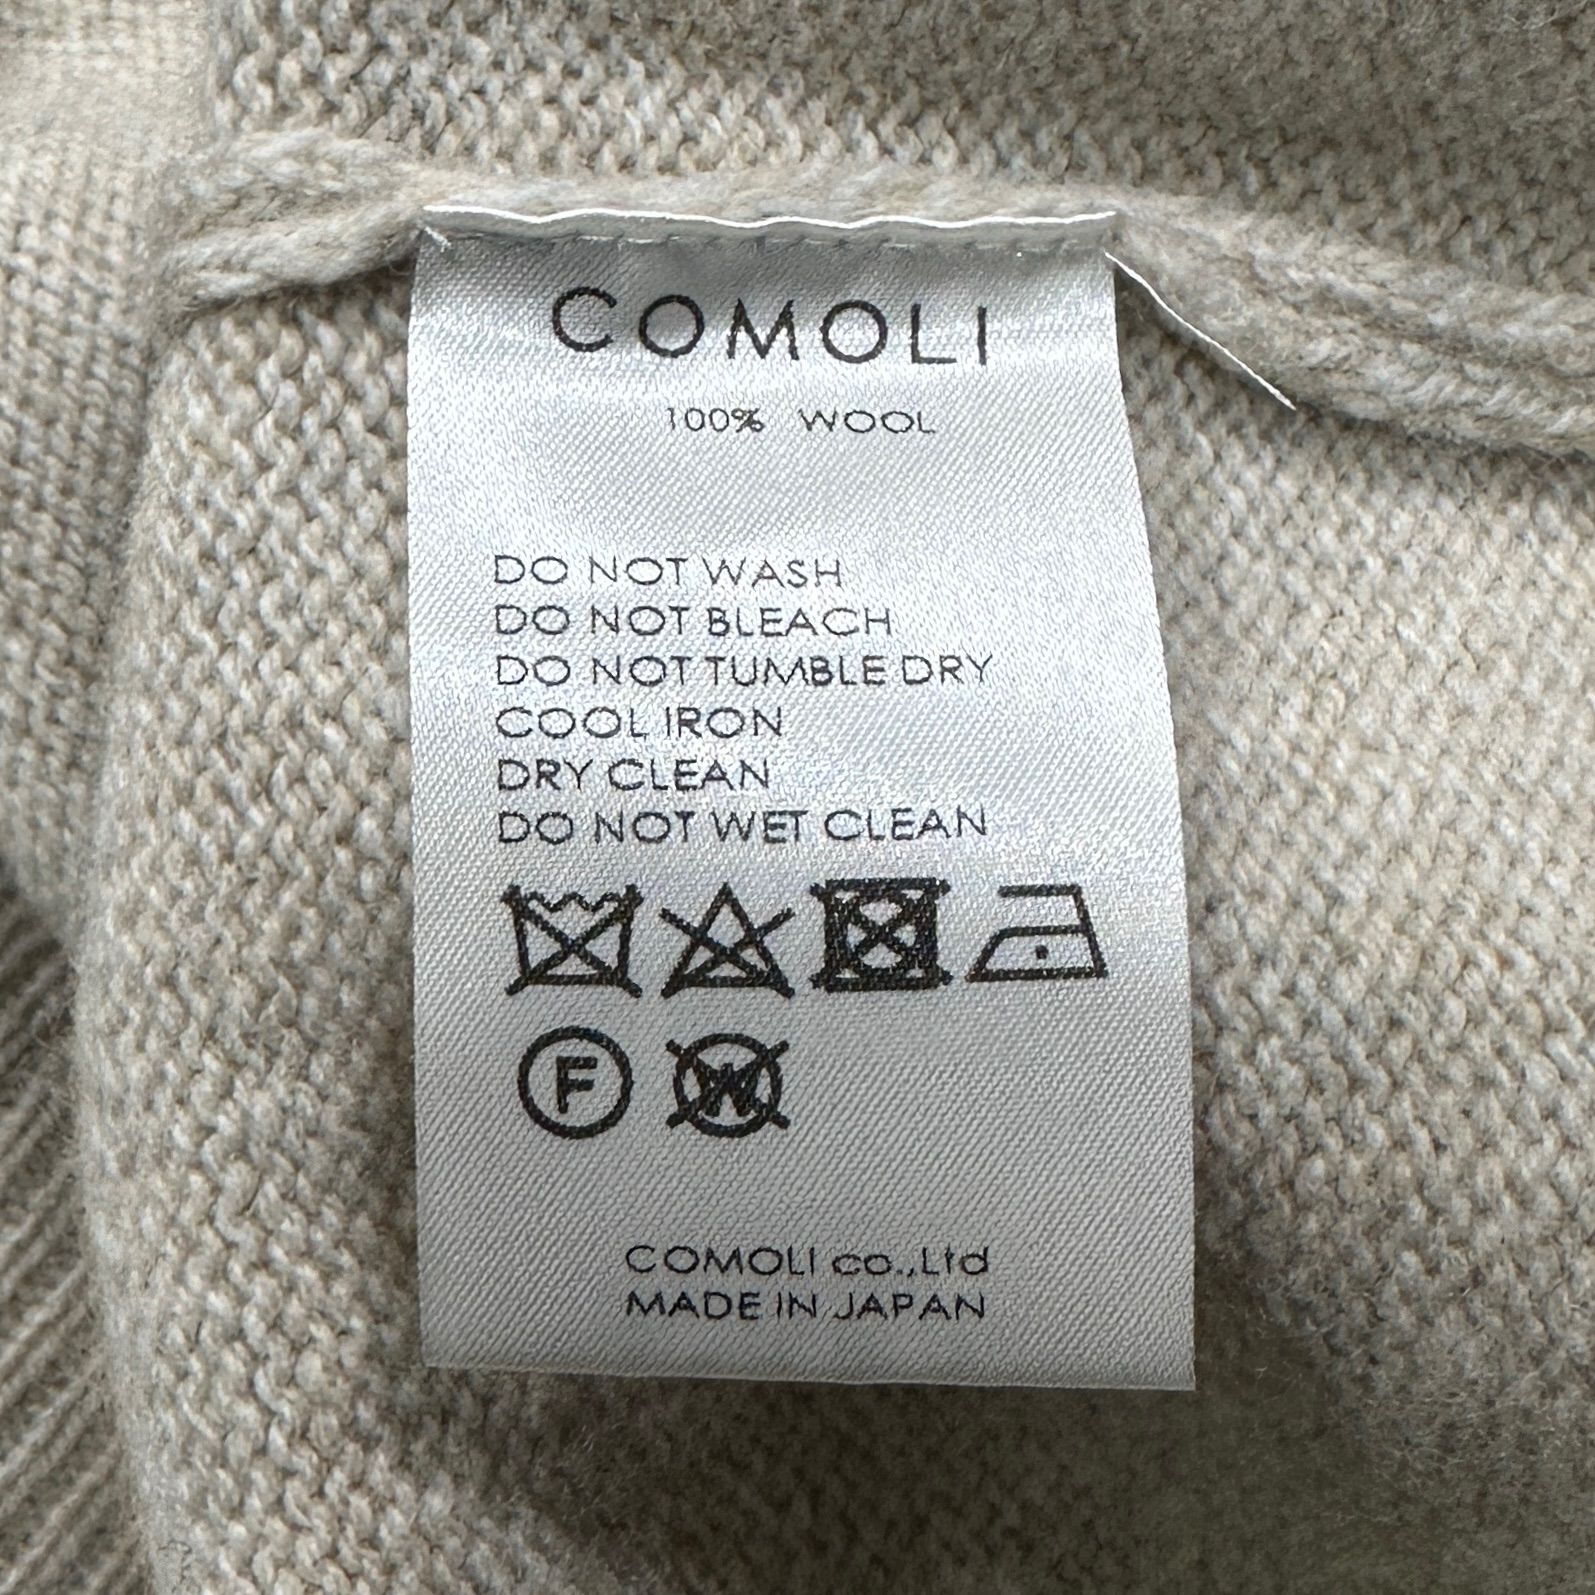 COMOLI
100% WOOL
DO NOT WASH
DO NOT BLEACH
DO NOT TUMBLE DRY
COOL IRON
DRY CLEAN
DO NOT WET CLEAN
F W
COMOLI co.,Ltd
MADE IN JAPAN